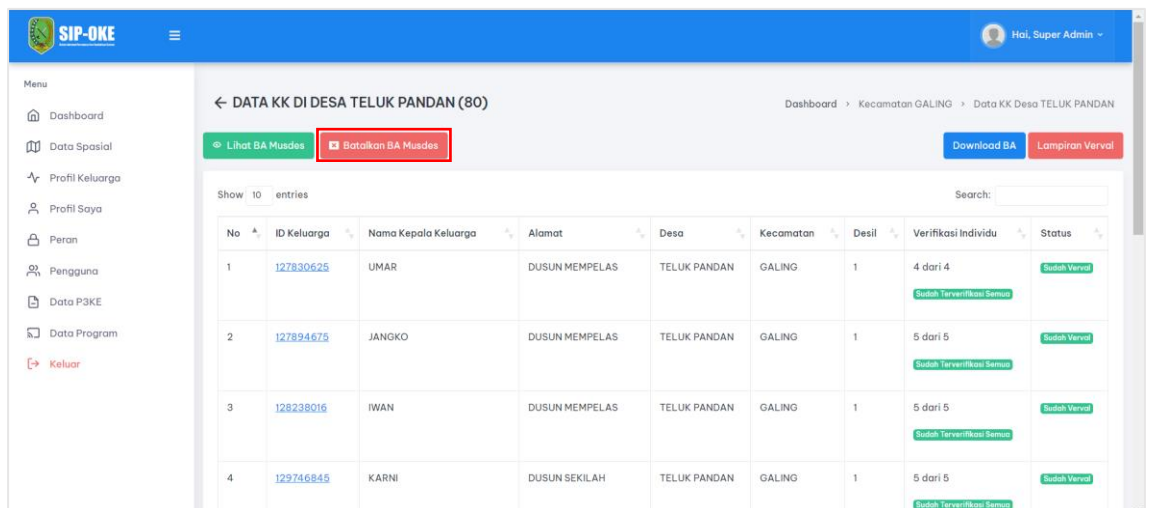 SIP-OKE
Hai, Super Admin
Menu
Dashboard
Data Spasial
Profil Keluarga
Profil Saya
Peran
Pengguna
Data P3KE
Data Program
Keluar
← DATA KK DI DESA TELUK PANDAN (80)
Dashboard > Kecamatan GALING > Data KK Desa TELUK PANDAN
Lihat BA Musdes
Batalkan BA Musdes
Download BA
Lampiran Verval
Show 10 entries
Search:
No ID Keluarga Nama Kepala Keluarga Alamat Desa Kecamatan Desil Verifikasi Individu Status
1 127830625 UMAR DUSUN MEMPELAS TELUK PANDAN GALING 1 4 dari 4 Sudah Verval
Sudah Terverifikasi Semua
2 127894675 JANGKO DUSUN MEMPELAS TELUK PANDAN GALING 1 5 dari 5 Sudah Verval
Sudah Terverifikasi Semua
3 128238016 IWAN DUSUN MEMPELAS TELUK PANDAN GALING 1 5 dari 5 Sudah Verval
Sudah Terverifikasi Semua
4 129746845 KARNI DUSUN SEKILAH TELUK PANDAN GALING 1 5 dari 5 Sudah Verval
Sudah Terverifikasi Semua